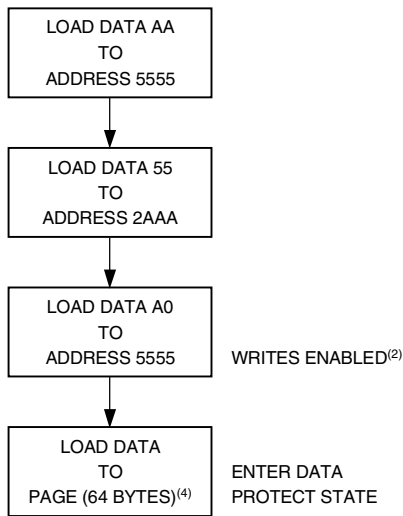 LOAD DATA AA
TO
ADDRESS 5555
LOAD DATA 55
TO
ADDRESS 2AAA
LOAD DATA A0
TO
ADDRESS 5555
WRITES ENABLED(2)
LOAD DATA
TO
PAGE (64 BYTES)(4)
ENTER DATA
PROTECT STATE